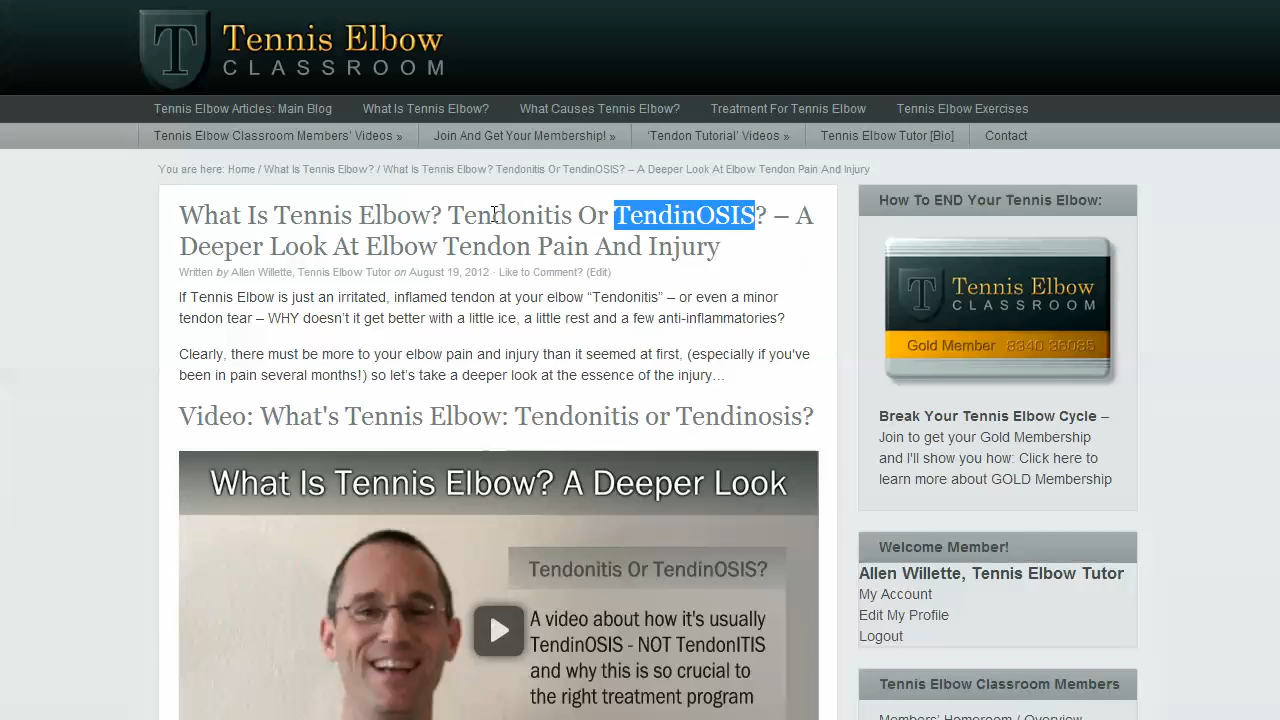 Tennis Elbow
CLASSROOM
Tennis Elbow Articles: Main Blog What Is Tennis Elbow? What Causes Tennis Elbow? Treatment For Tennis Elbow Tennis Elbow Exercises
Tennis Elbow Classroom Members' Videos » Join And Get Your Membership! » 'Tendon Tutorial' Videos » Tennis Elbow Tutor [Bio] Contact
You are here: Home / What Is Tennis Elbow? / What Is Tennis Elbow? Tendonitis Or TendinOSIS? – A Deeper Look At Elbow Tendon Pain And Injury
What Is Tennis Elbow? Tendonitis Or TendinOSIS? – A
Deeper Look At Elbow Tendon Pain And Injury
Written by Allen Willette, Tennis Elbow Tutor on August 19, 2012 · Like to Comment? (Edit)
If Tennis Elbow is just an irritated, inflamed tendon at your elbow “Tendonitis” – or even a minor
tendon tear – WHY doesn't it get better with a little ice, a little rest and a few anti-inflammatories?
Clearly, there must be more to your elbow pain and injury than it seemed at first, (especially if you've
been in pain several months!) so let's take a deeper look at the essence of the injury…
Video: What's Tennis Elbow: Tendonitis or Tendinosis?
What Is Tennis Elbow? A Deeper Look
Tendonitis Or TendinOSIS?
A video about how it's usually
TendinOSIS - NOT TendonITIS
and why this is so crucial to
the right treatment program
How To END Your Tennis Elbow:
Tennis Elbow
CLASSROOM
Gold Member 8340 36085
Break Your Tennis Elbow Cycle –
Join to get your Gold Membership
and I'll show you how: Click here to
learn more about GOLD Membership
Welcome Member!
Allen Willette, Tennis Elbow Tutor
My Account
Edit My Profile
Logout
Tennis Elbow Classroom Members
Members' Homeroom / Overview